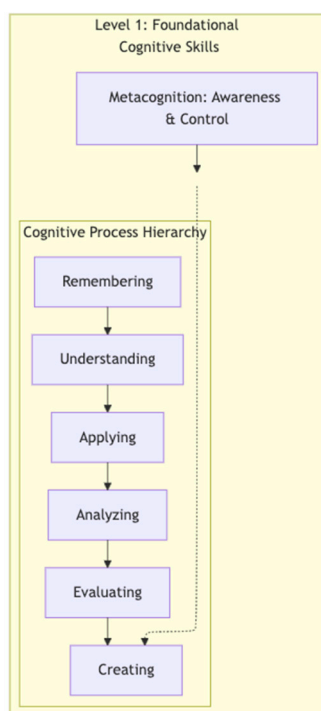 Level 1: Foundational
Cognitive Skills
Metacognition: Awareness
& Control
Cognitive Process Hierarchy
Remembering
Understanding
Applying
Analyzing
Evaluating
Creating